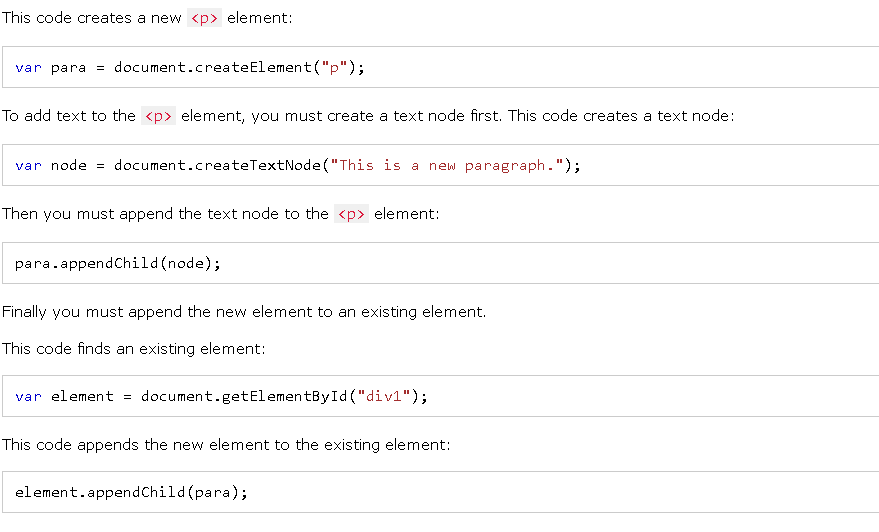 This code creates a new <p> element:
var para = document.createElement("p");
To add text to the <p> element, you must create a text node first. This code creates a text node:
var node = document.createTextNode("This is a new paragraph.");
Then you must append the text node to the <p> element:
para.appendChild(node);
Finally you must append the new element to an existing element.
This code finds an existing element:
var element = document.getElementById("div1");
This code appends the new element to the existing element:
element.appendChild(para);